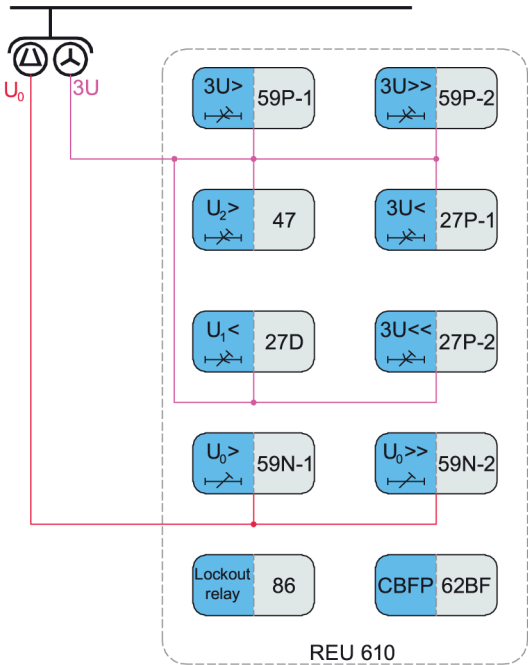 U₀ 3U
3U> 59P-1
3U>> 59P-2
U₂> 47
3U< 27P-1
U₁< 27D
3U<< 27P-2
U₀> 59N-1
U₀>> 59N-2
Lockout
relay 86
CBFP 62BF
REU 610